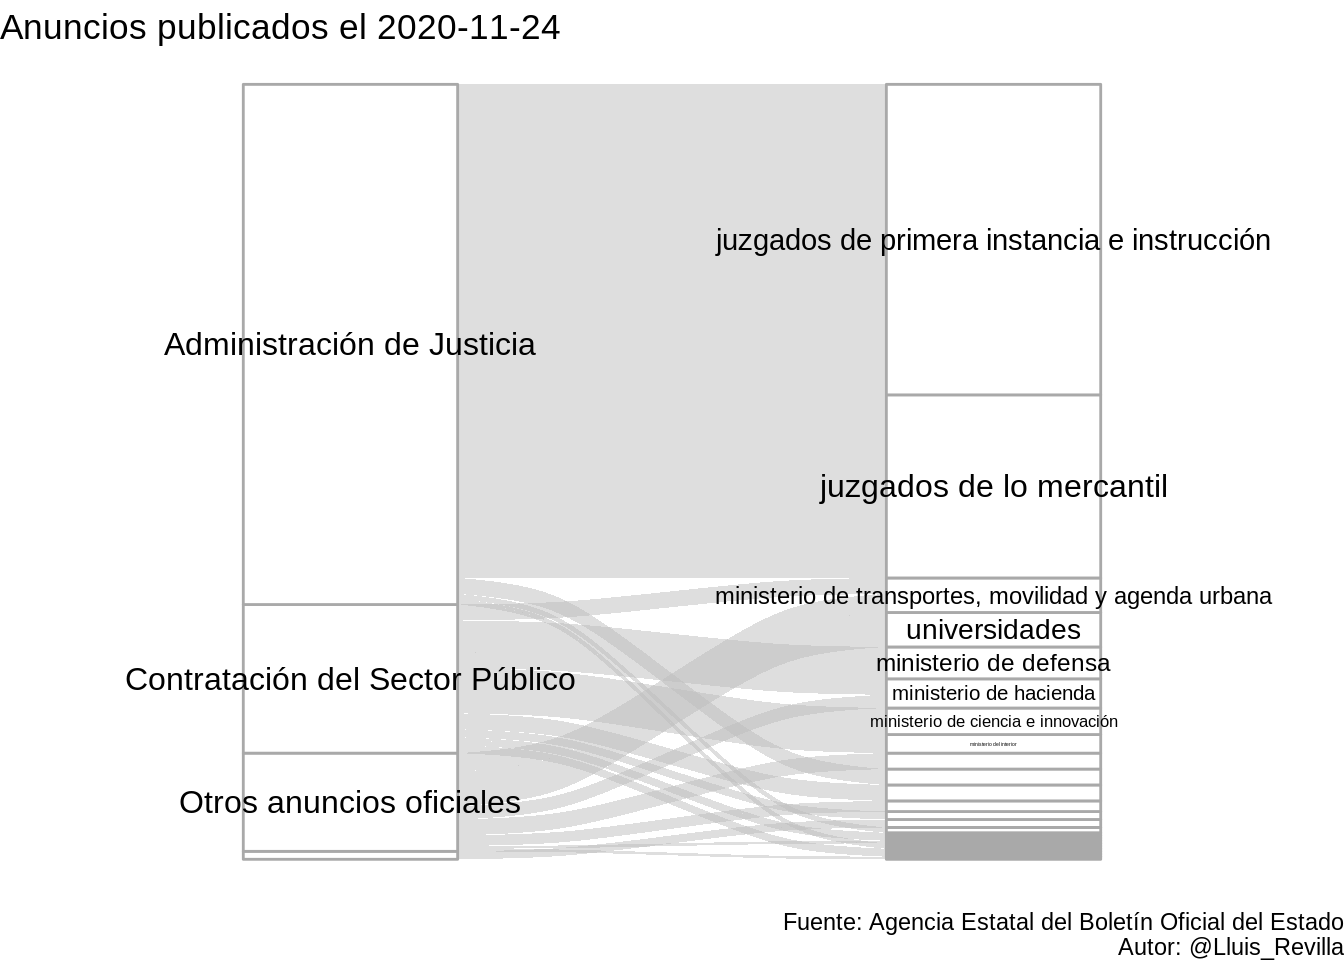 Anuncios publicados el 2020-11-24
juzgados de primera instancia e instrucción
Administración de Justicia
juzgados de lo mercantil
ministerio de transportes, movilidad y agenda urbana
universidades
ministerio de defensa
Contratación del Sector Público
ministerio de hacienda
ministerio de ciencia e innovación
ministerio del interior
Otros anuncios oficiales
Fuente: Agencia Estatal del Boletín Oficial del Estado
Autor: @Lluis_Revilla